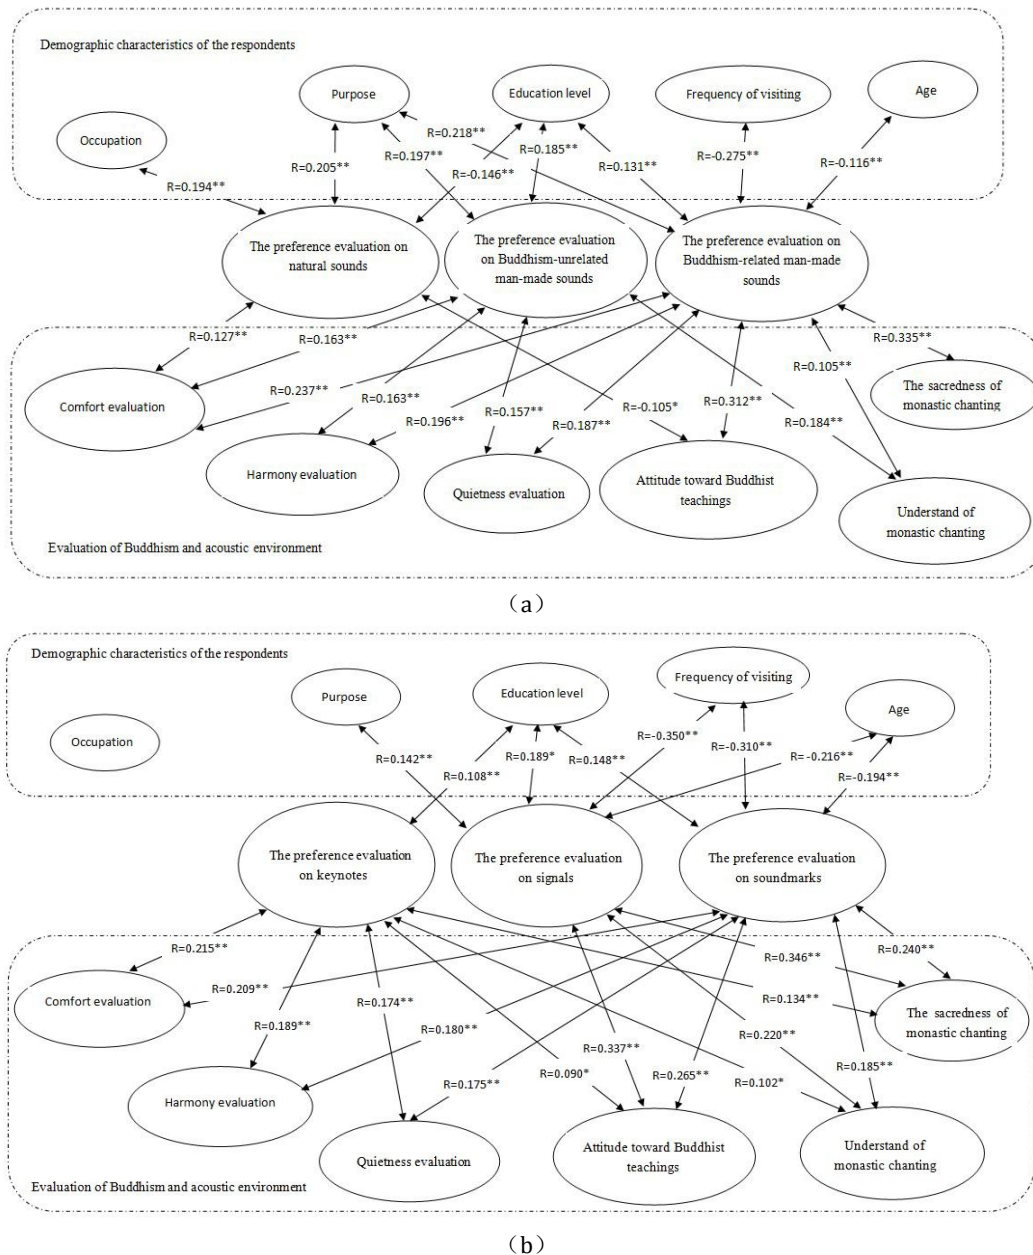 Demographic characteristics of the respondents
Purpose
Education level
Frequency of visiting
Age
Occupation
R=0.218**
R=0.194**
R=0.205**
R=0.197**
R=-0.146**
R=0.185**
R=0.131**
R=-0.275**
R=-0.116**
The preference evaluation on
natural sounds
The preference evaluation
on Buddhism-unrelated
man-made sounds
The preference evaluation on
Buddhism-related man-made
sounds
R=0.127**
R=0.163**
R=0.237**
R=0.163**
R=0.196**
R=0.157**
R=0.187**
R=-0.105*
R=0.312**
R=0.184**
R=0.105**
R=0.335**
Comfort evaluation
Harmony evaluation
Quietness evaluation
Attitude toward Buddhist
teachings
The sacredness of
monastic chanting
Understand of
monastic chanting
Evaluation of Buddhism and acoustic environment
(a)
Demographic characteristics of the respondents
Purpose
Education level
Frequency of visiting
Age
Occupation
R=0.142**
R=0.108**
R=0.189*
R=0.148**
R=-0.350**
R=-0.310**
R= -0.216**
R=-0.194**
The preference evaluation
on keynotes
The preference evaluation
on signals
The preference evaluation
on soundmarks
R=0.215**
R=0.209**
R=0.189**
R=0.174**
R=0.180**
R=0.175**
R=0.090*
R=0.337**
R=0.265**
R=0.102*
R=0.220**
R=0.346**
R=0.134**
R=0.240**
R=0.185**
Comfort evaluation
Harmony evaluation
Quietness evaluation
Attitude toward Buddhist
teachings
The sacredness of
monastic chanting
Understand of
monastic chanting
Evaluation of Buddhism and acoustic environment
(b)